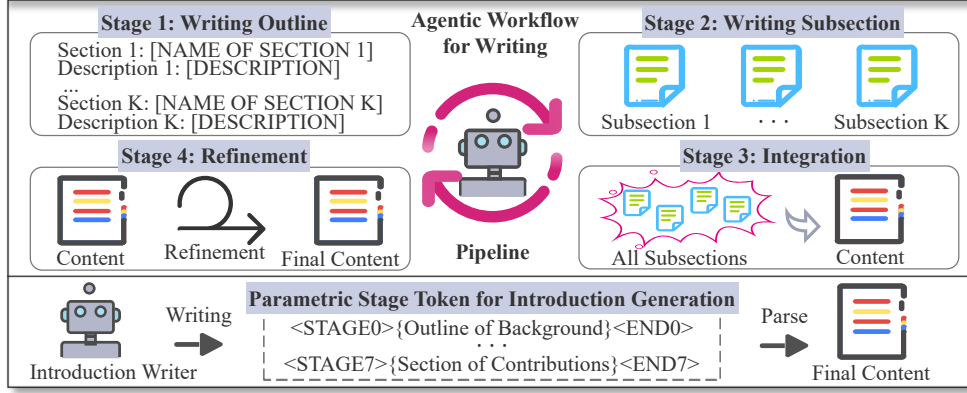 Stage 1: Writing Outline
Section 1: [NAME OF SECTION 1]
Description 1: [DESCRIPTION]
...
Section K: [NAME OF SECTION K]
Description K: [DESCRIPTION]
Agentic Workflow
for Writing
Pipeline
Stage 2: Writing Subsection
Subsection 1
. . .
Subsection K
Stage 4: Refinement
Content
Refinement
Final Content
Stage 3: Integration
All Subsections
Content
Parametric Stage Token for Introduction Generation
Introduction Writer
Writing
<STAGE0>{Outline of Background}<END0>
. . .
<STAGE7>{Section of Contributions}<END7>
Parse
Final Content